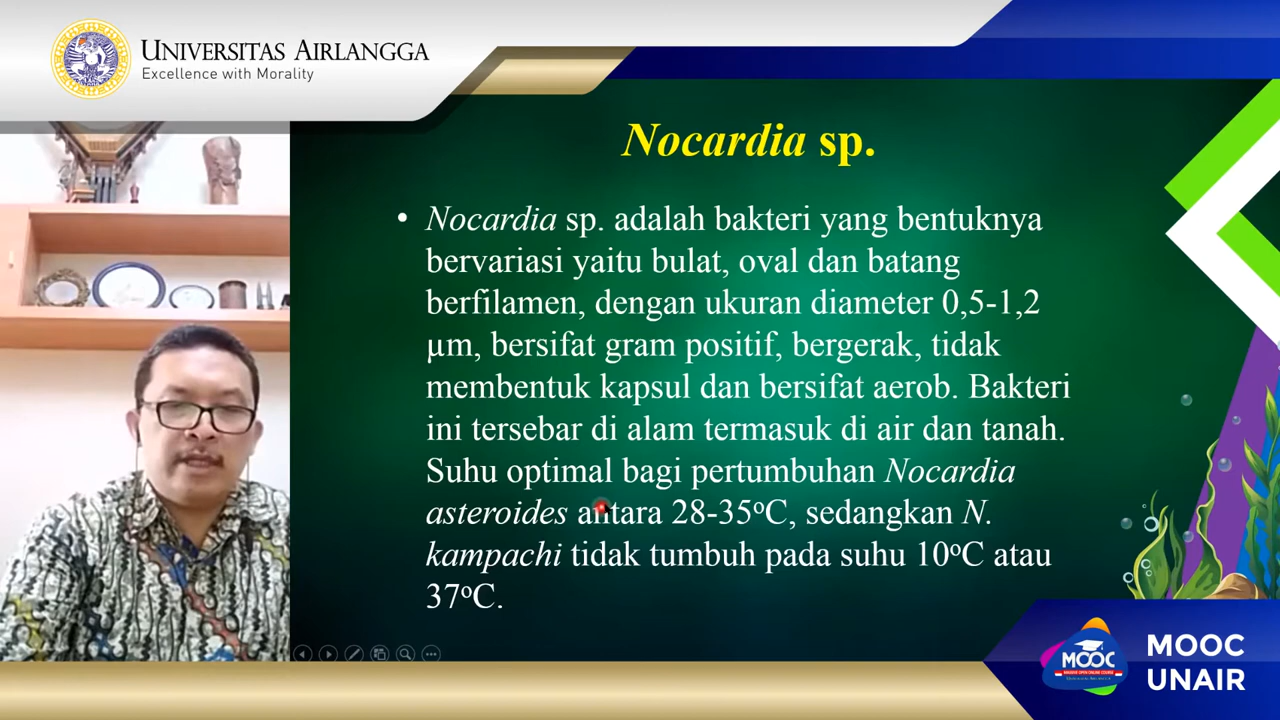 UNIVERSITAS AIRLANGGA
Excellence with Morality
Nocardia sp.
• Nocardia sp. adalah bakteri yang bentuknya
bervariasi yaitu bulat, oval dan batang
berfilamen, dengan ukuran diameter 0,5-1,2
µm, bersifat gram positif, bergerak, tidak
membentuk kapsul dan bersifat aerob. Bakteri
ini tersebar di alam termasuk di air dan tanah.
Suhu optimal bagi pertumbuhan Nocardia
asteroides antara 28-35ºC, sedangkan N.
kampachi tidak tumbuh pada suhu 10ºC atau
37ºC.
MOOC
MOOC
UNAIR